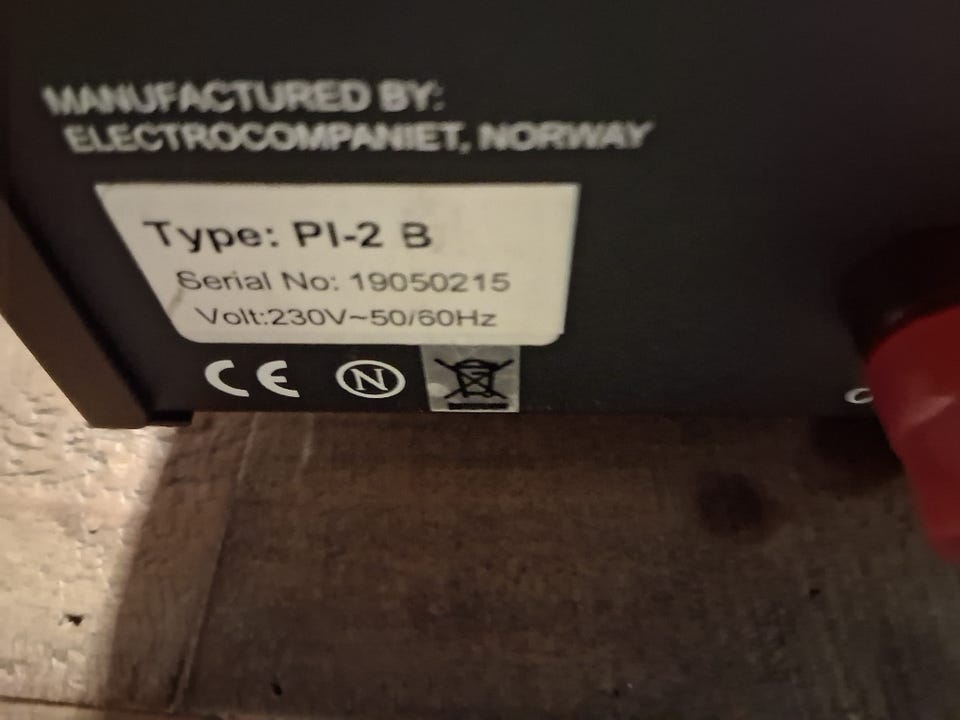 MANUFACTURED BY:
ELECTROCOMPANIET, NORWAY
Type: PI-2 B
Serial No: 19050215
Volt:230V~50/60Hz
CE N